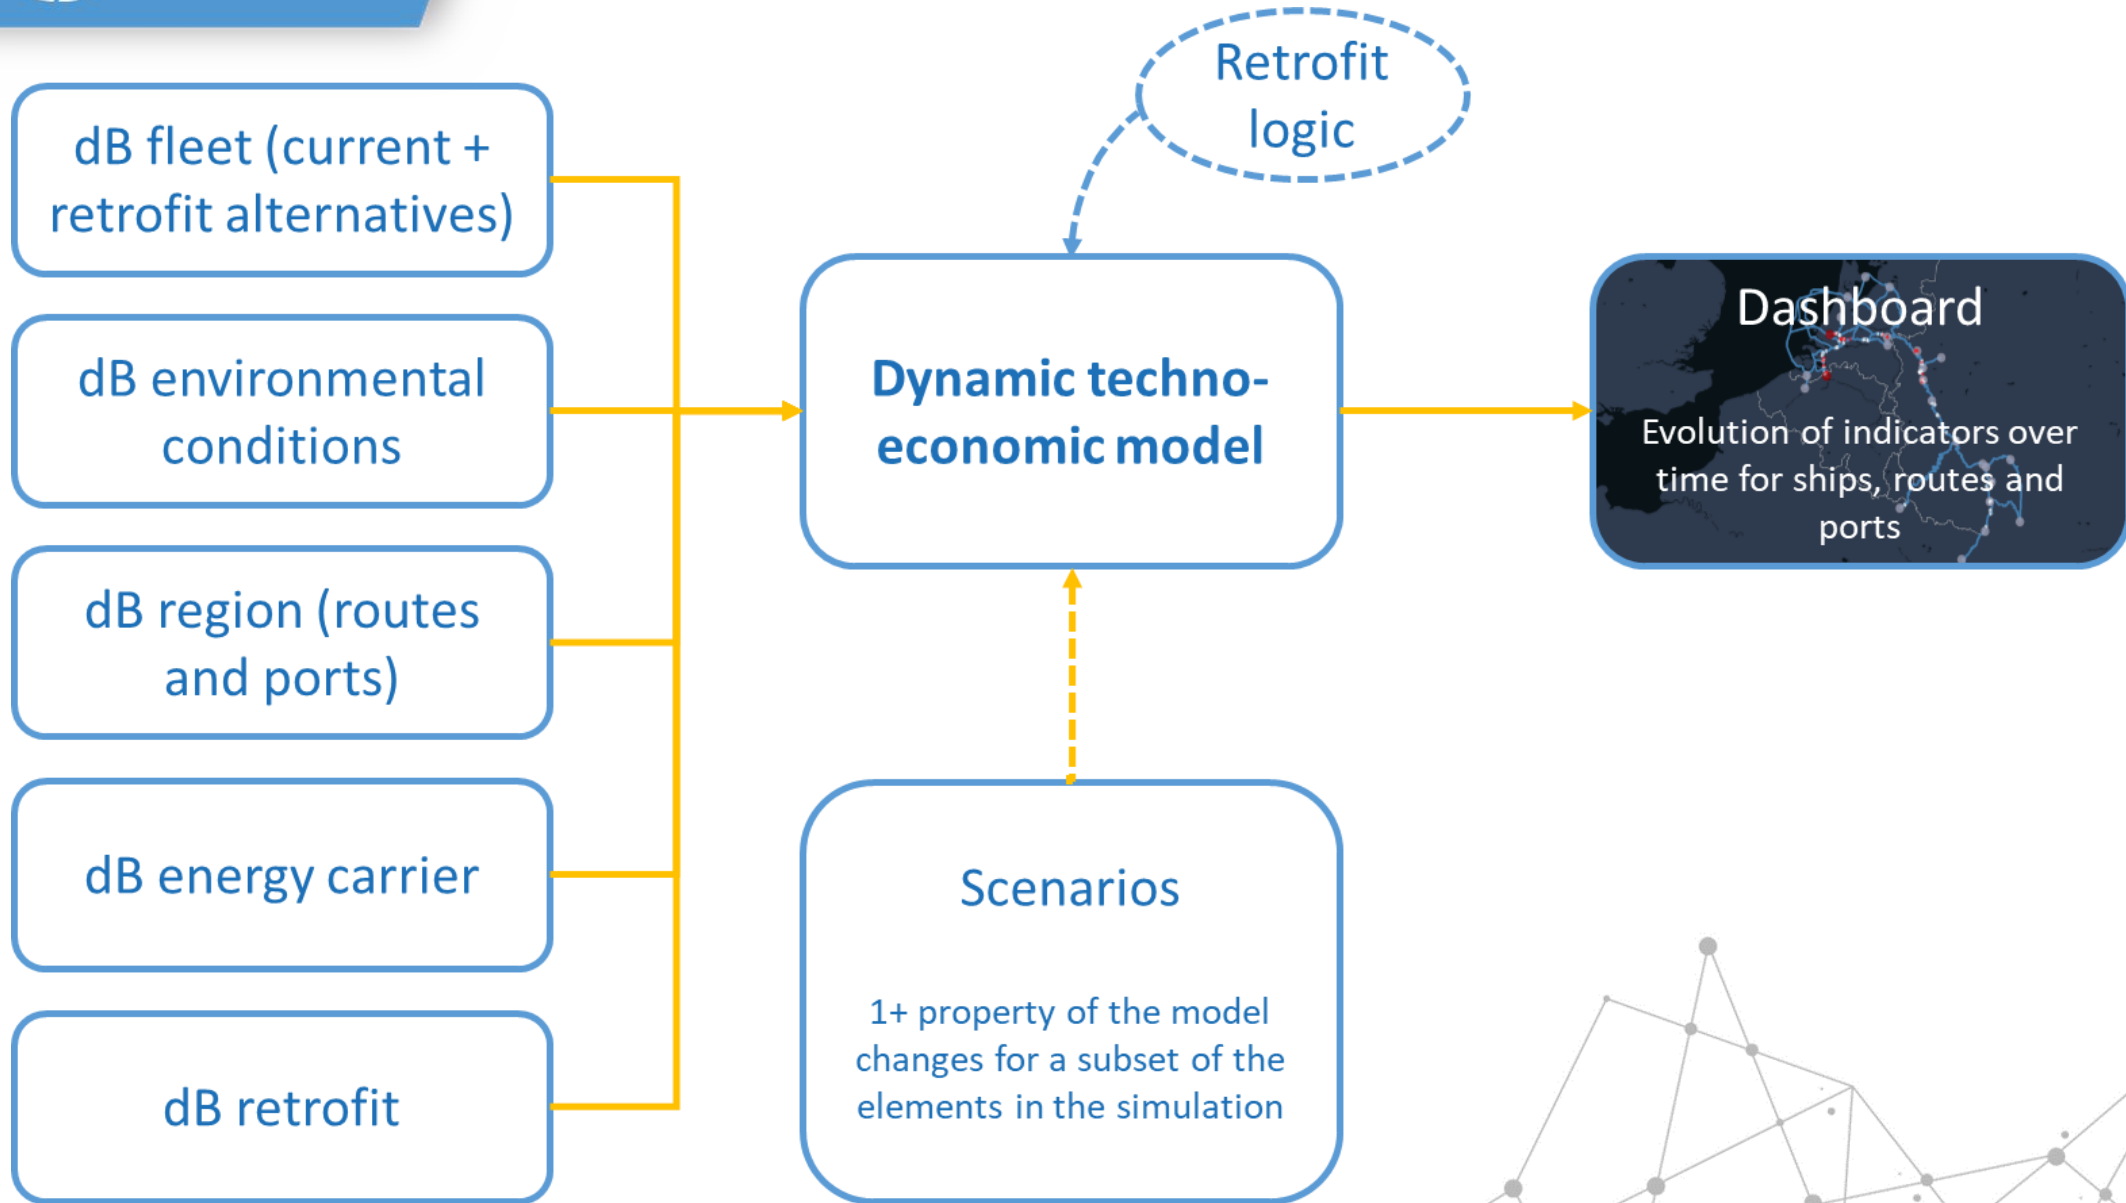 Retrofit
logic
dB fleet (current +
retrofit alternatives)
dB environmental
conditions
dB region (routes
and ports)
dB energy carrier
dB retrofit
Dynamic techno-
economic model
Scenarios
1+ property of the model
changes for a subset of the
elements in the simulation
Dashboard
Evolution of indicators over
time for ships, routes and
ports